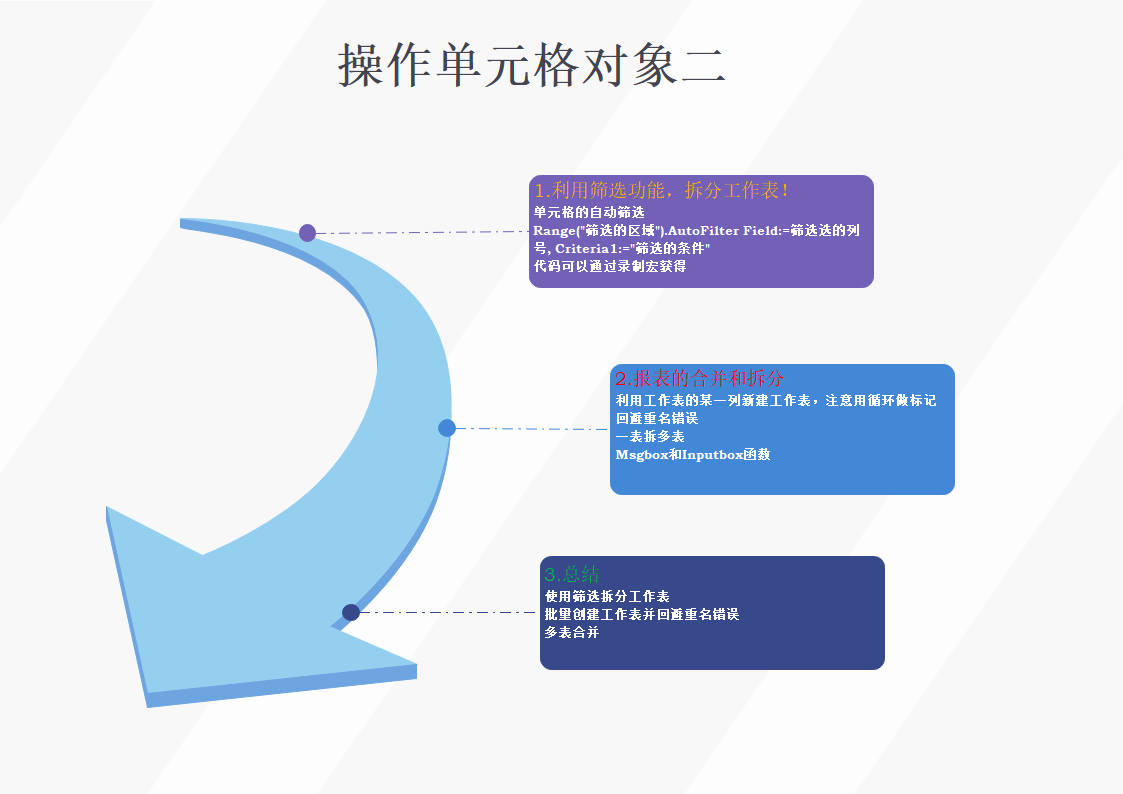 操作单元格对象二
1.利用筛选功能，拆分工作表！
单元格的自动筛选
Range("筛选的区域").AutoFilter Field:=筛选选的列
号, Criteria1:="筛选的条件"
代码可以通过录制宏获得
2.报表的合并和拆分
利用工作表的某一列新建工作表，注意用循环做标记
回避重名错误
一表拆多表
Msgbox和Inputbox函数
3.总结
使用筛选拆分工作表
批量创建工作表并回避重名错误
多表合并